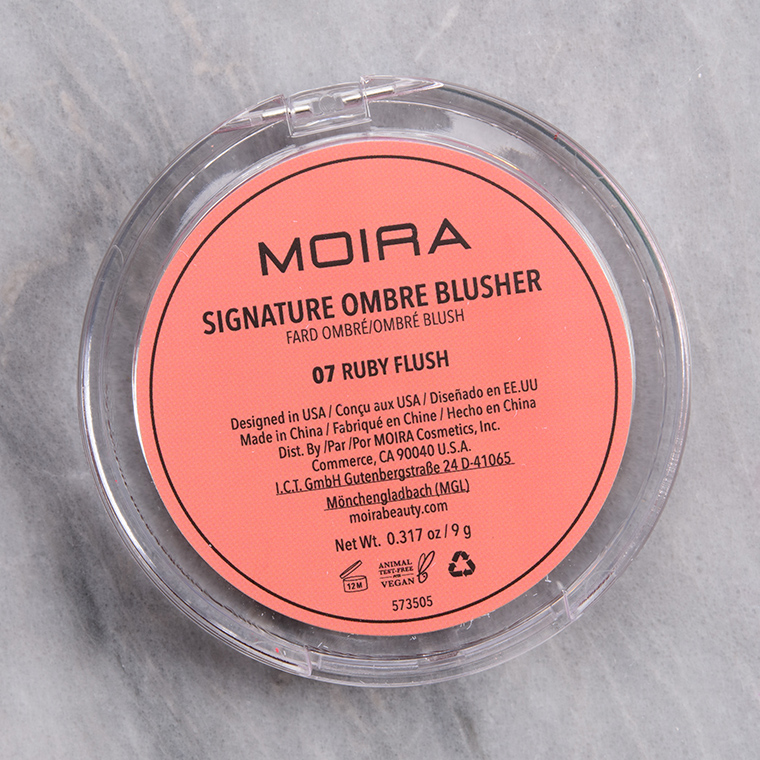 MOIRA
SIGNATURE OMBRE BLUSHER
FARD OMBRÉ/OMBRÉ BLUSH
07 RUBY FLUSH
Designed in USA / Conçu aux USA / Diseñado en EE.UU
Made in China / Fabriqué en Chine / Hecho en China
Dist. By /Par /Por MOIRA Cosmetics, Inc.
Commerce, CA 90040 U.S.A.
I.C.T. GmbH Gutenbergstraße 24 D-41065
Mönchengladbach (MGL)
moirabeauty.com
Net Wt. 0.317 oz / 9 g
12M
ANIMAL
TEST-FREE
VEGAN
573505